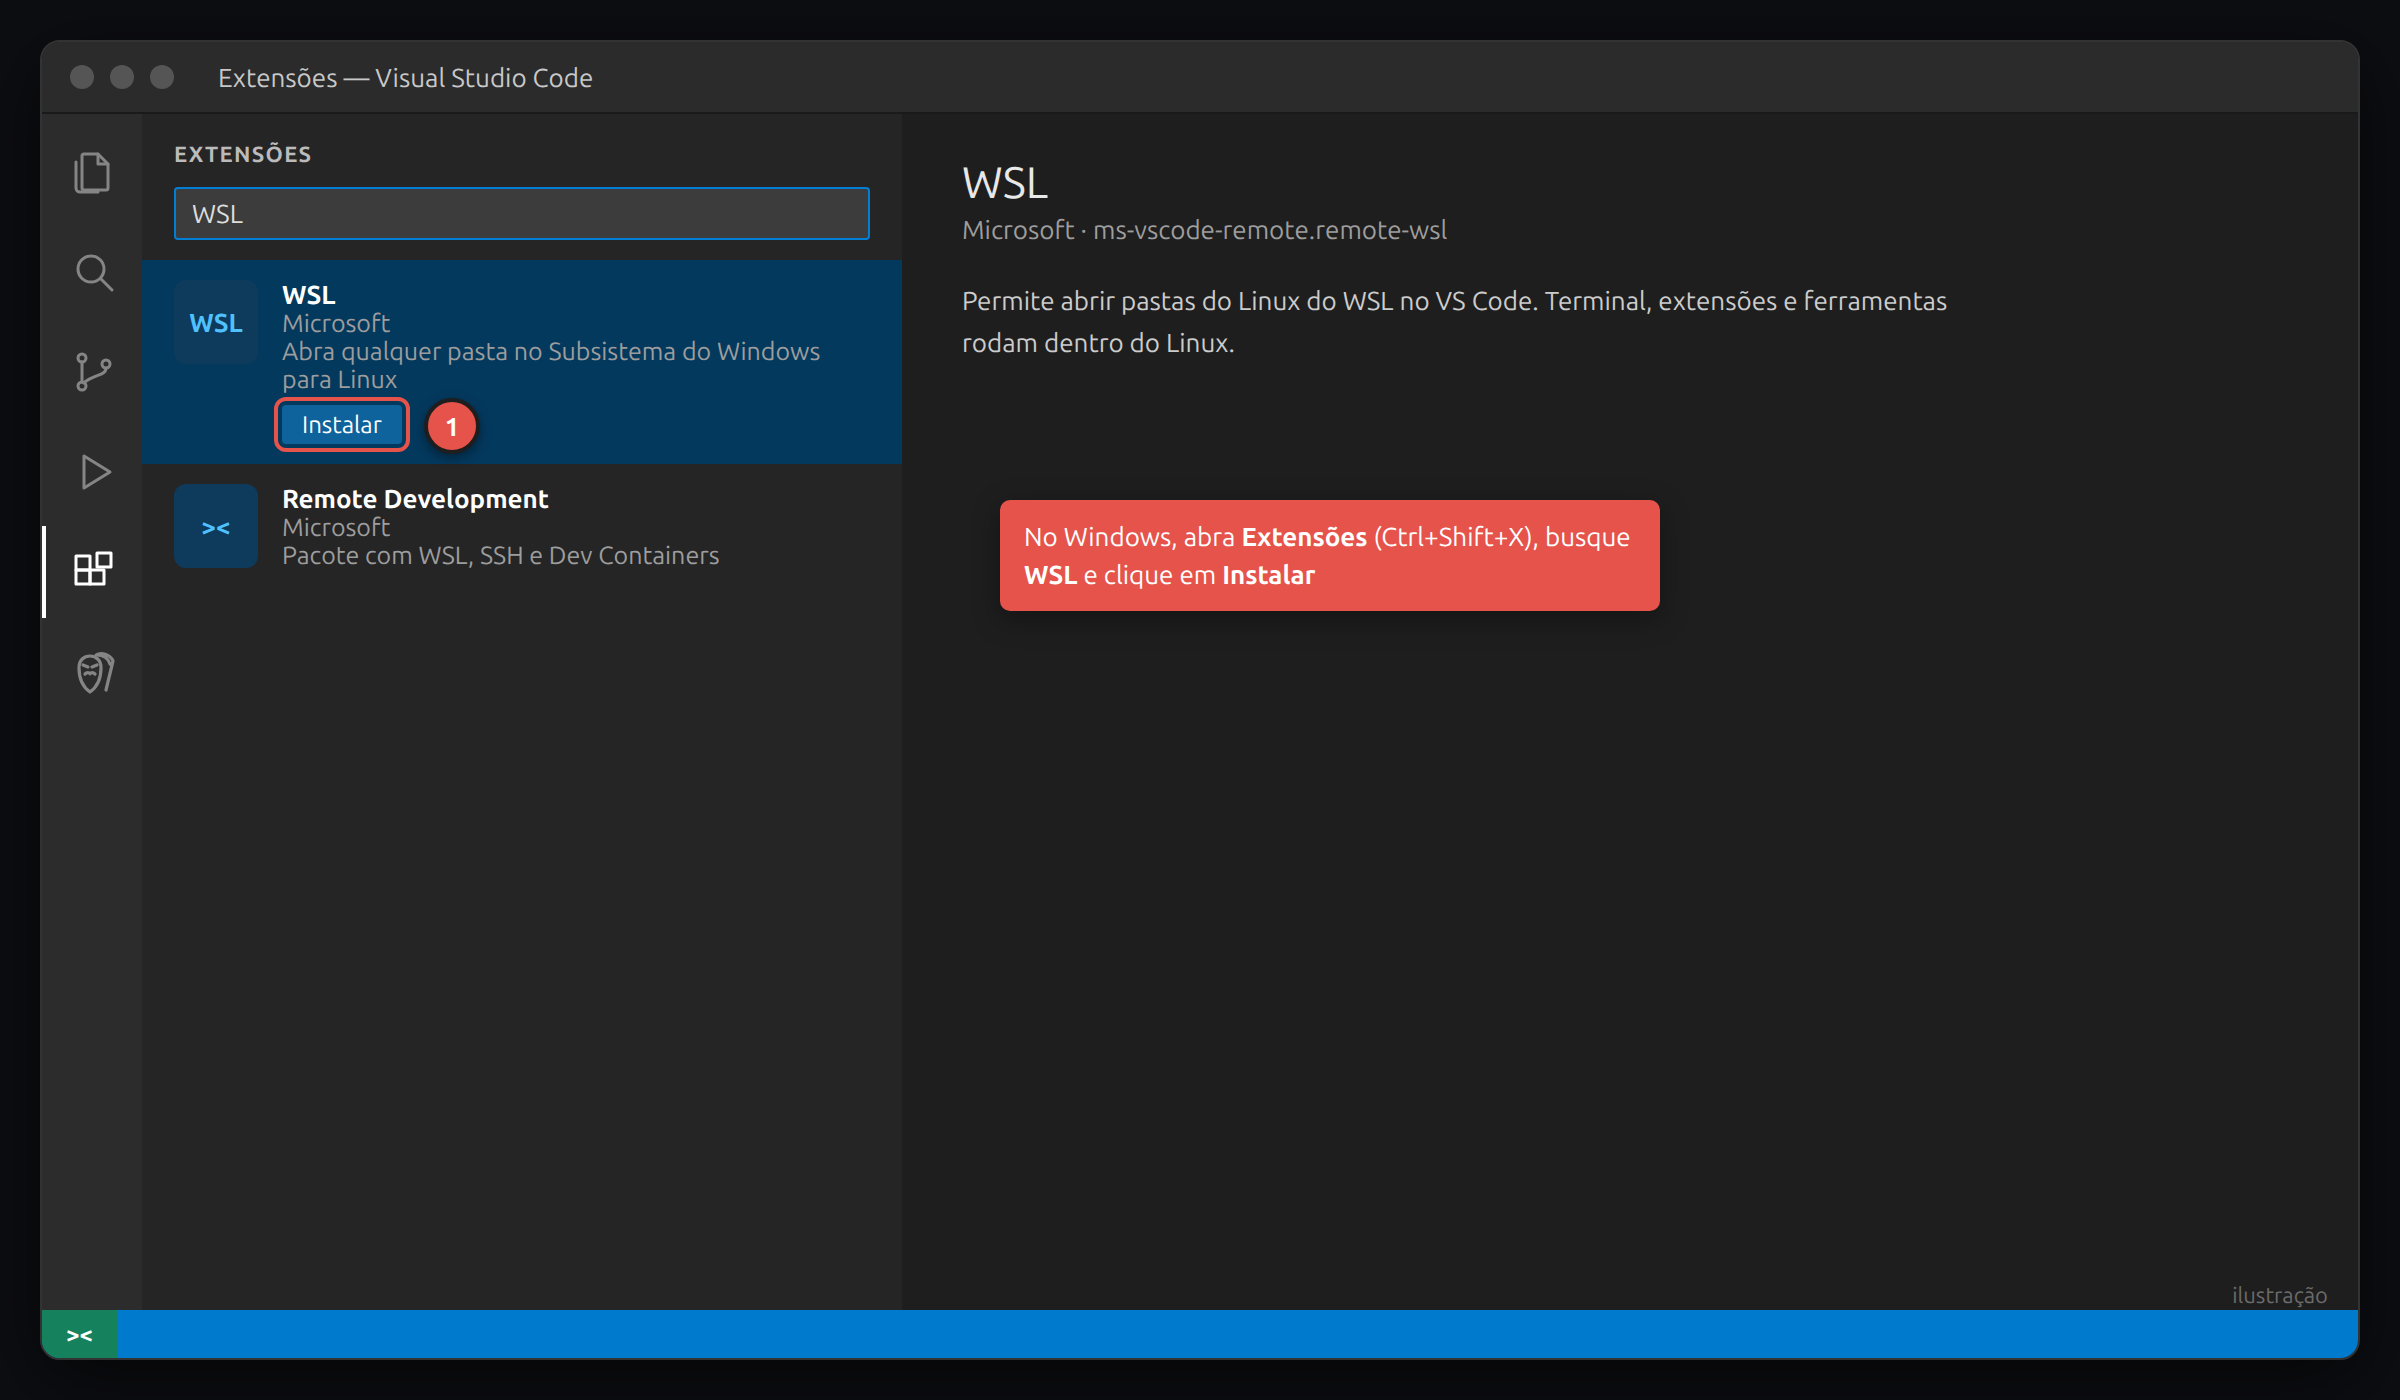 Extensões — Visual Studio Code
EXTENSÕES
WSL
WSL
WSL
Microsoft
Abra qualquer pasta no Subsistema do Windows
para Linux
Instalar
1
><
Remote Development
Microsoft
Pacote com WSL, SSH e Dev Containers
WSL
Microsoft · ms-vscode-remote.remote-wsl
Permite abrir pastas do Linux do WSL no VS Code. Terminal, extensões e ferramentas
rodam dentro do Linux.
No Windows, abra Extensões (Ctrl+Shift+X), busque
WSL e clique em Instalar
ilustração
><